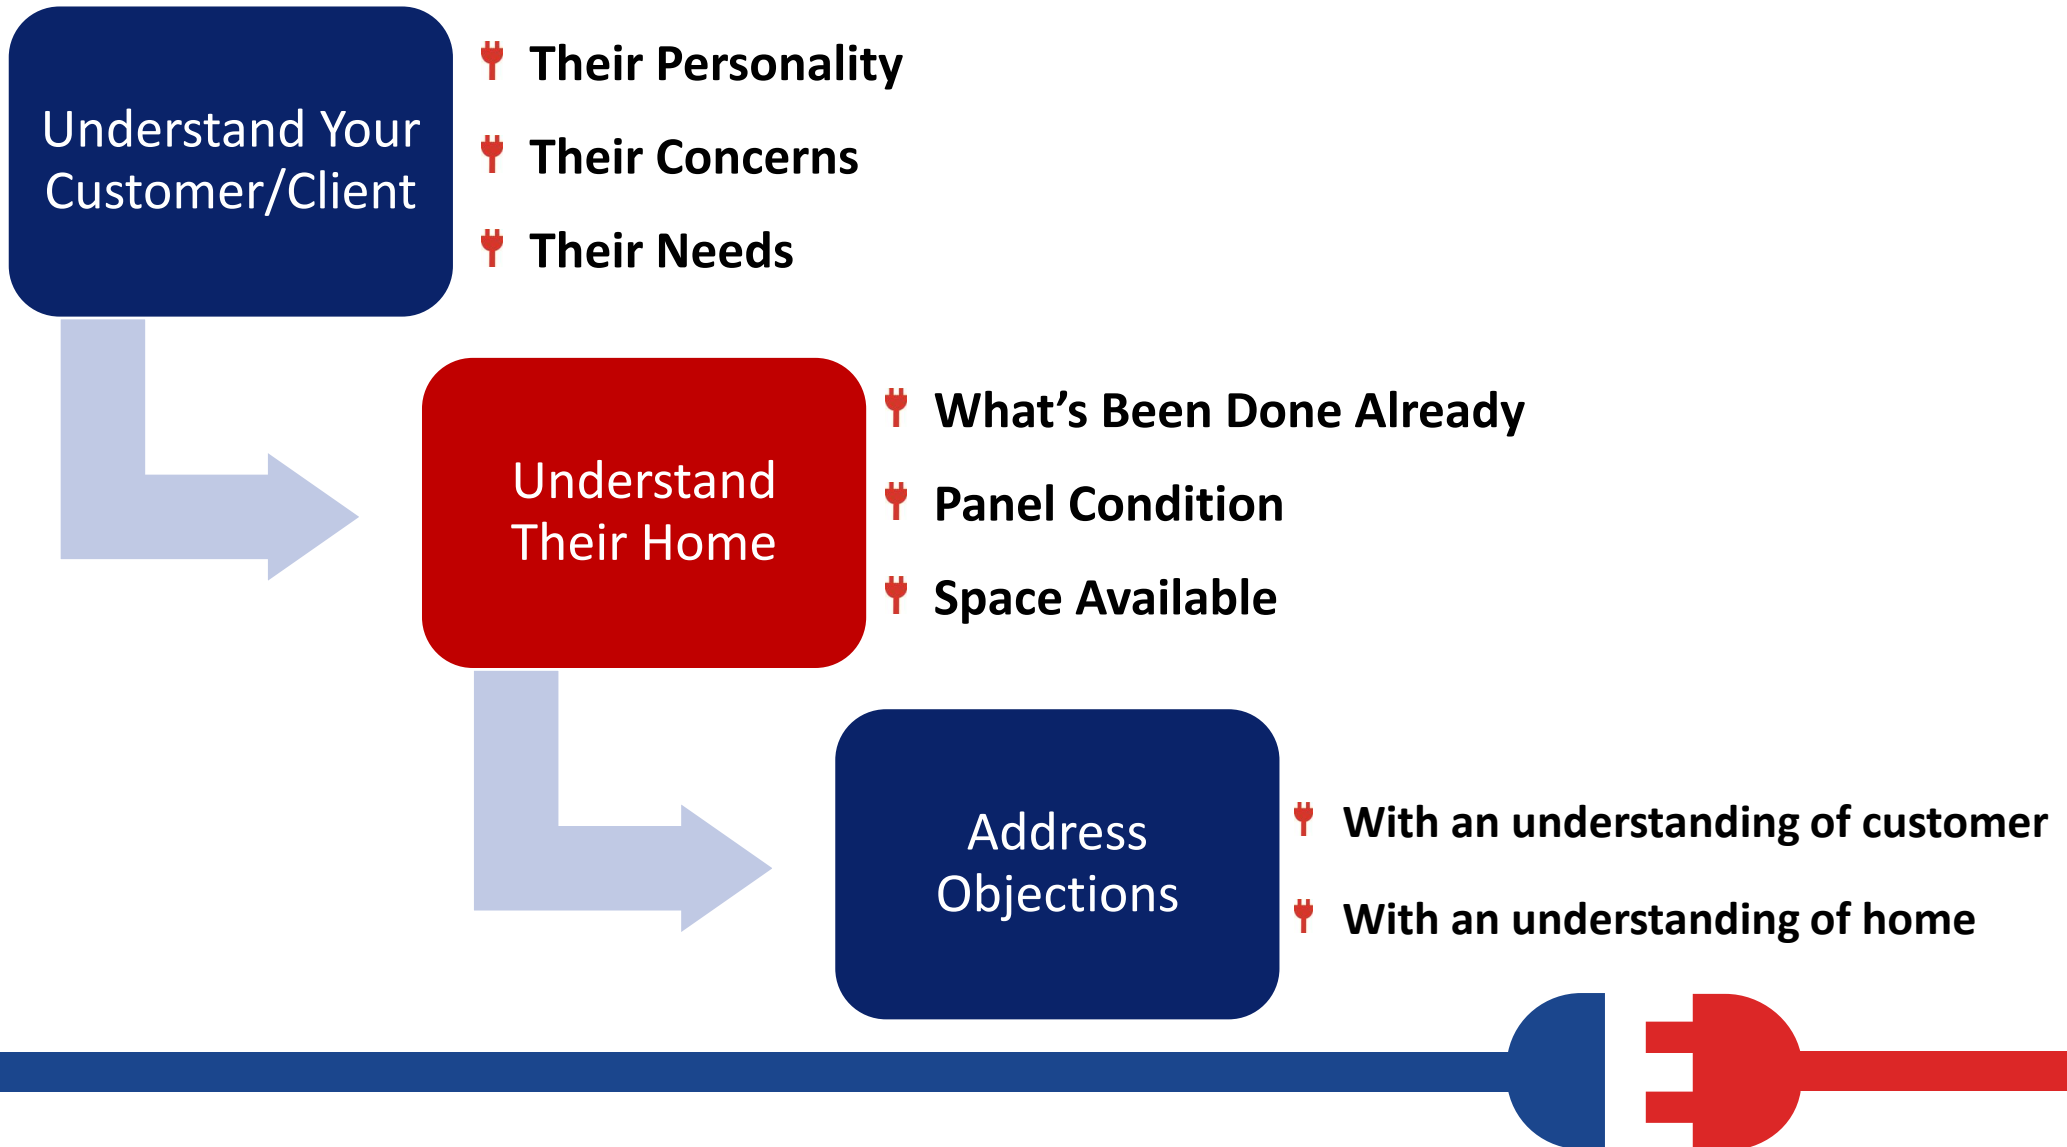 Understand Your
Customer/Client
Their Personality
Their Concerns
Their Needs
Understand
Their Home
What’s Been Done Already
Panel Condition
Space Available
Address
Objections
With an understanding of customer
With an understanding of home